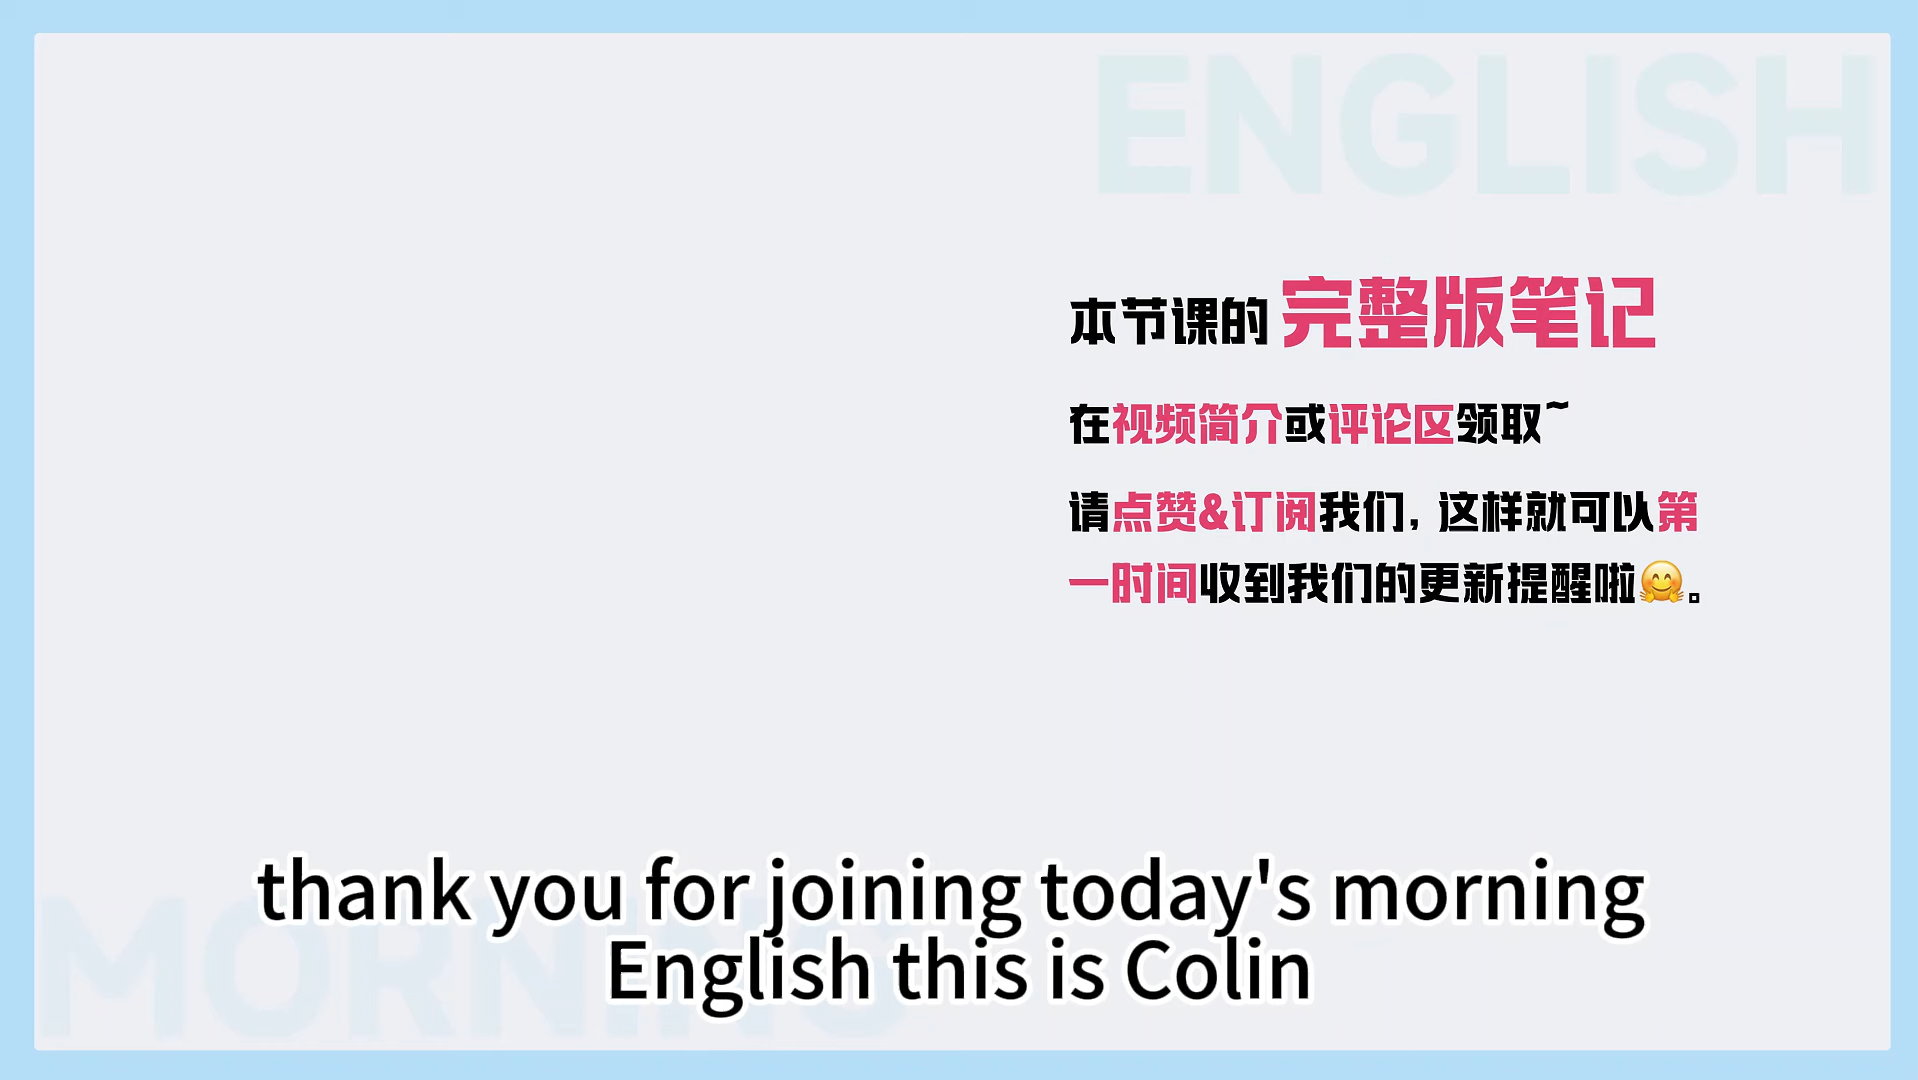 ENGLISH
本节课的 完整版笔记
在视频简介或评论区领取~
请点赞&订阅我们，这样就可以第
一时间收到我们的更新提醒啦🤗。
thank you for joining today's morning
English this is Colin
MORNING